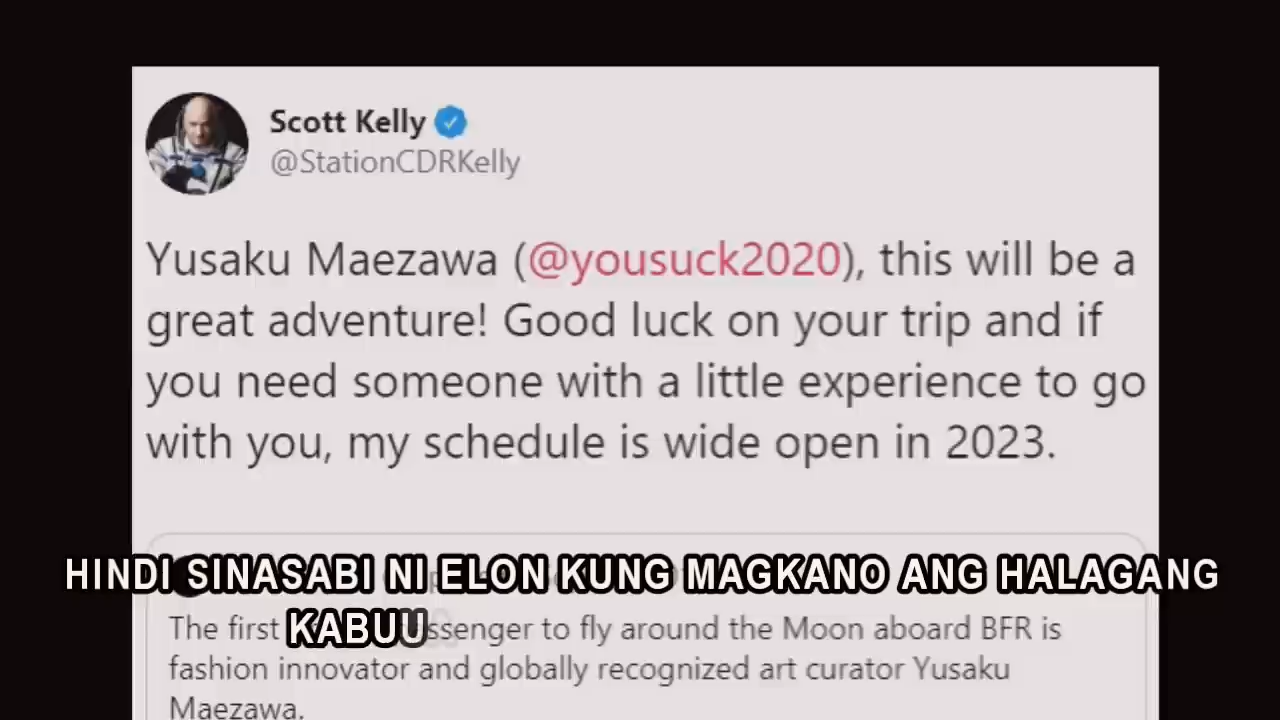 Scott Kelly
@StationCDRKelly
Yusaku Maezawa (@yousuck2020), this will be a
great adventure! Good luck on your trip and if
you need someone with a little experience to go
with you, my schedule is wide open in 2023.
HINDI SINASABI NI ELON KUNG MAGKANO ANG HALAGANG
KABUU
The first
to fly around the Moon aboard BFR is
fashion innovator and globally recognized art curator Yusaku
Maezawa.